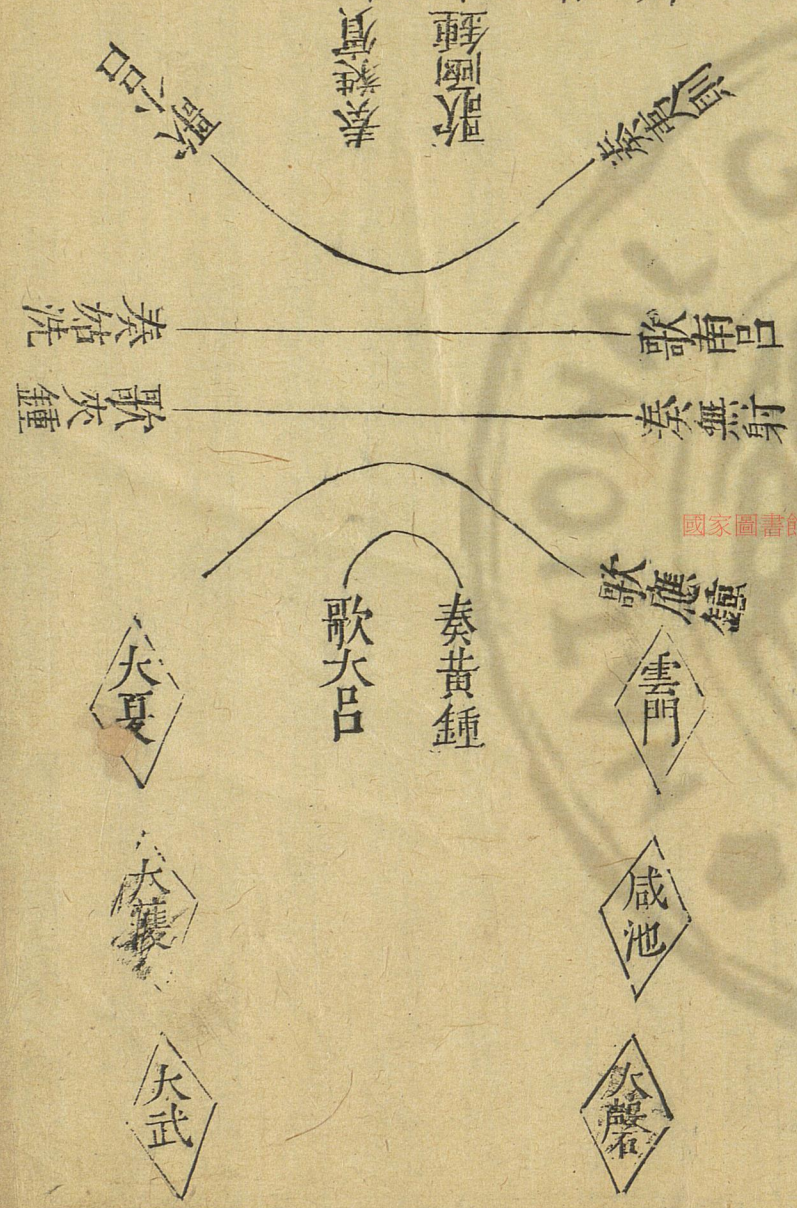 奏夷則
歌函鍾
奏蕤賓
歌小呂
歌南呂
奏姑洗
奏無射
歌夾鍾
歌應鐘
奏黃鍾
歌大呂
雲門
咸池
大磬
大夏
大濩
大武
國家圖書館